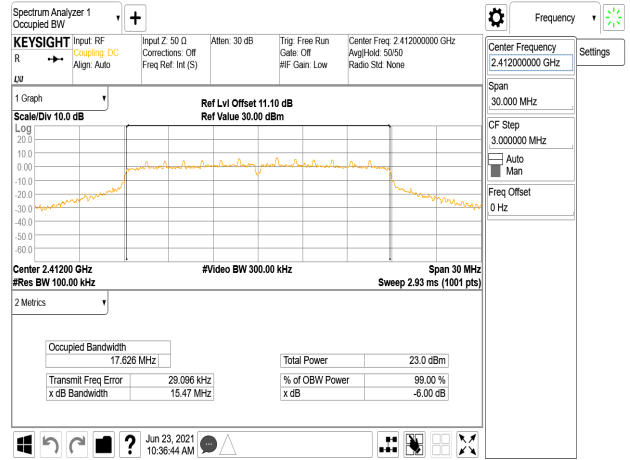 Spectrum Analyzer 1
Occupied BW
Frequency
KEYSIGHT
R
LXI
Input: RF
Coupling: DC
Align: Auto
Input Z: 50 Ω
Corrections: Off
Freq Ref: Int (S)
Atten: 30 dB
Trig: Free Run
Gate: Off
#IF Gain: Low
Center Freq: 2.412000000 GHz
Avg|Hold: 50/50
Radio Std: None
Center Frequency
2.412000000 GHz
Settings
Span
30.000 MHz
CF Step
3.000000 MHz
Auto
Man
Freq Offset
0 Hz
1 Graph
Scale/Div 10.0 dB
Ref Lvl Offset 11.10 dB
Ref Value 30.00 dBm
Log
20.0
10.0
0.00
-10.0
-20.0
-30.0
-40.0
-50.0
-60.0
Center 2.41200 GHz
#Video BW 300.00 kHz
Span 30 MHz
#Res BW 100.00 kHz
Sweep 2.93 ms (1001 pts)
2 Metrics
Occupied Bandwidth
17.626 MHz
Total Power 23.0 dBm
Transmit Freq Error 29.096 kHz
% of OBW Power 99.00 %
x dB Bandwidth 15.47 MHz
x dB -6.00 dB
?
Jun 23, 2021
10:36:44 AM